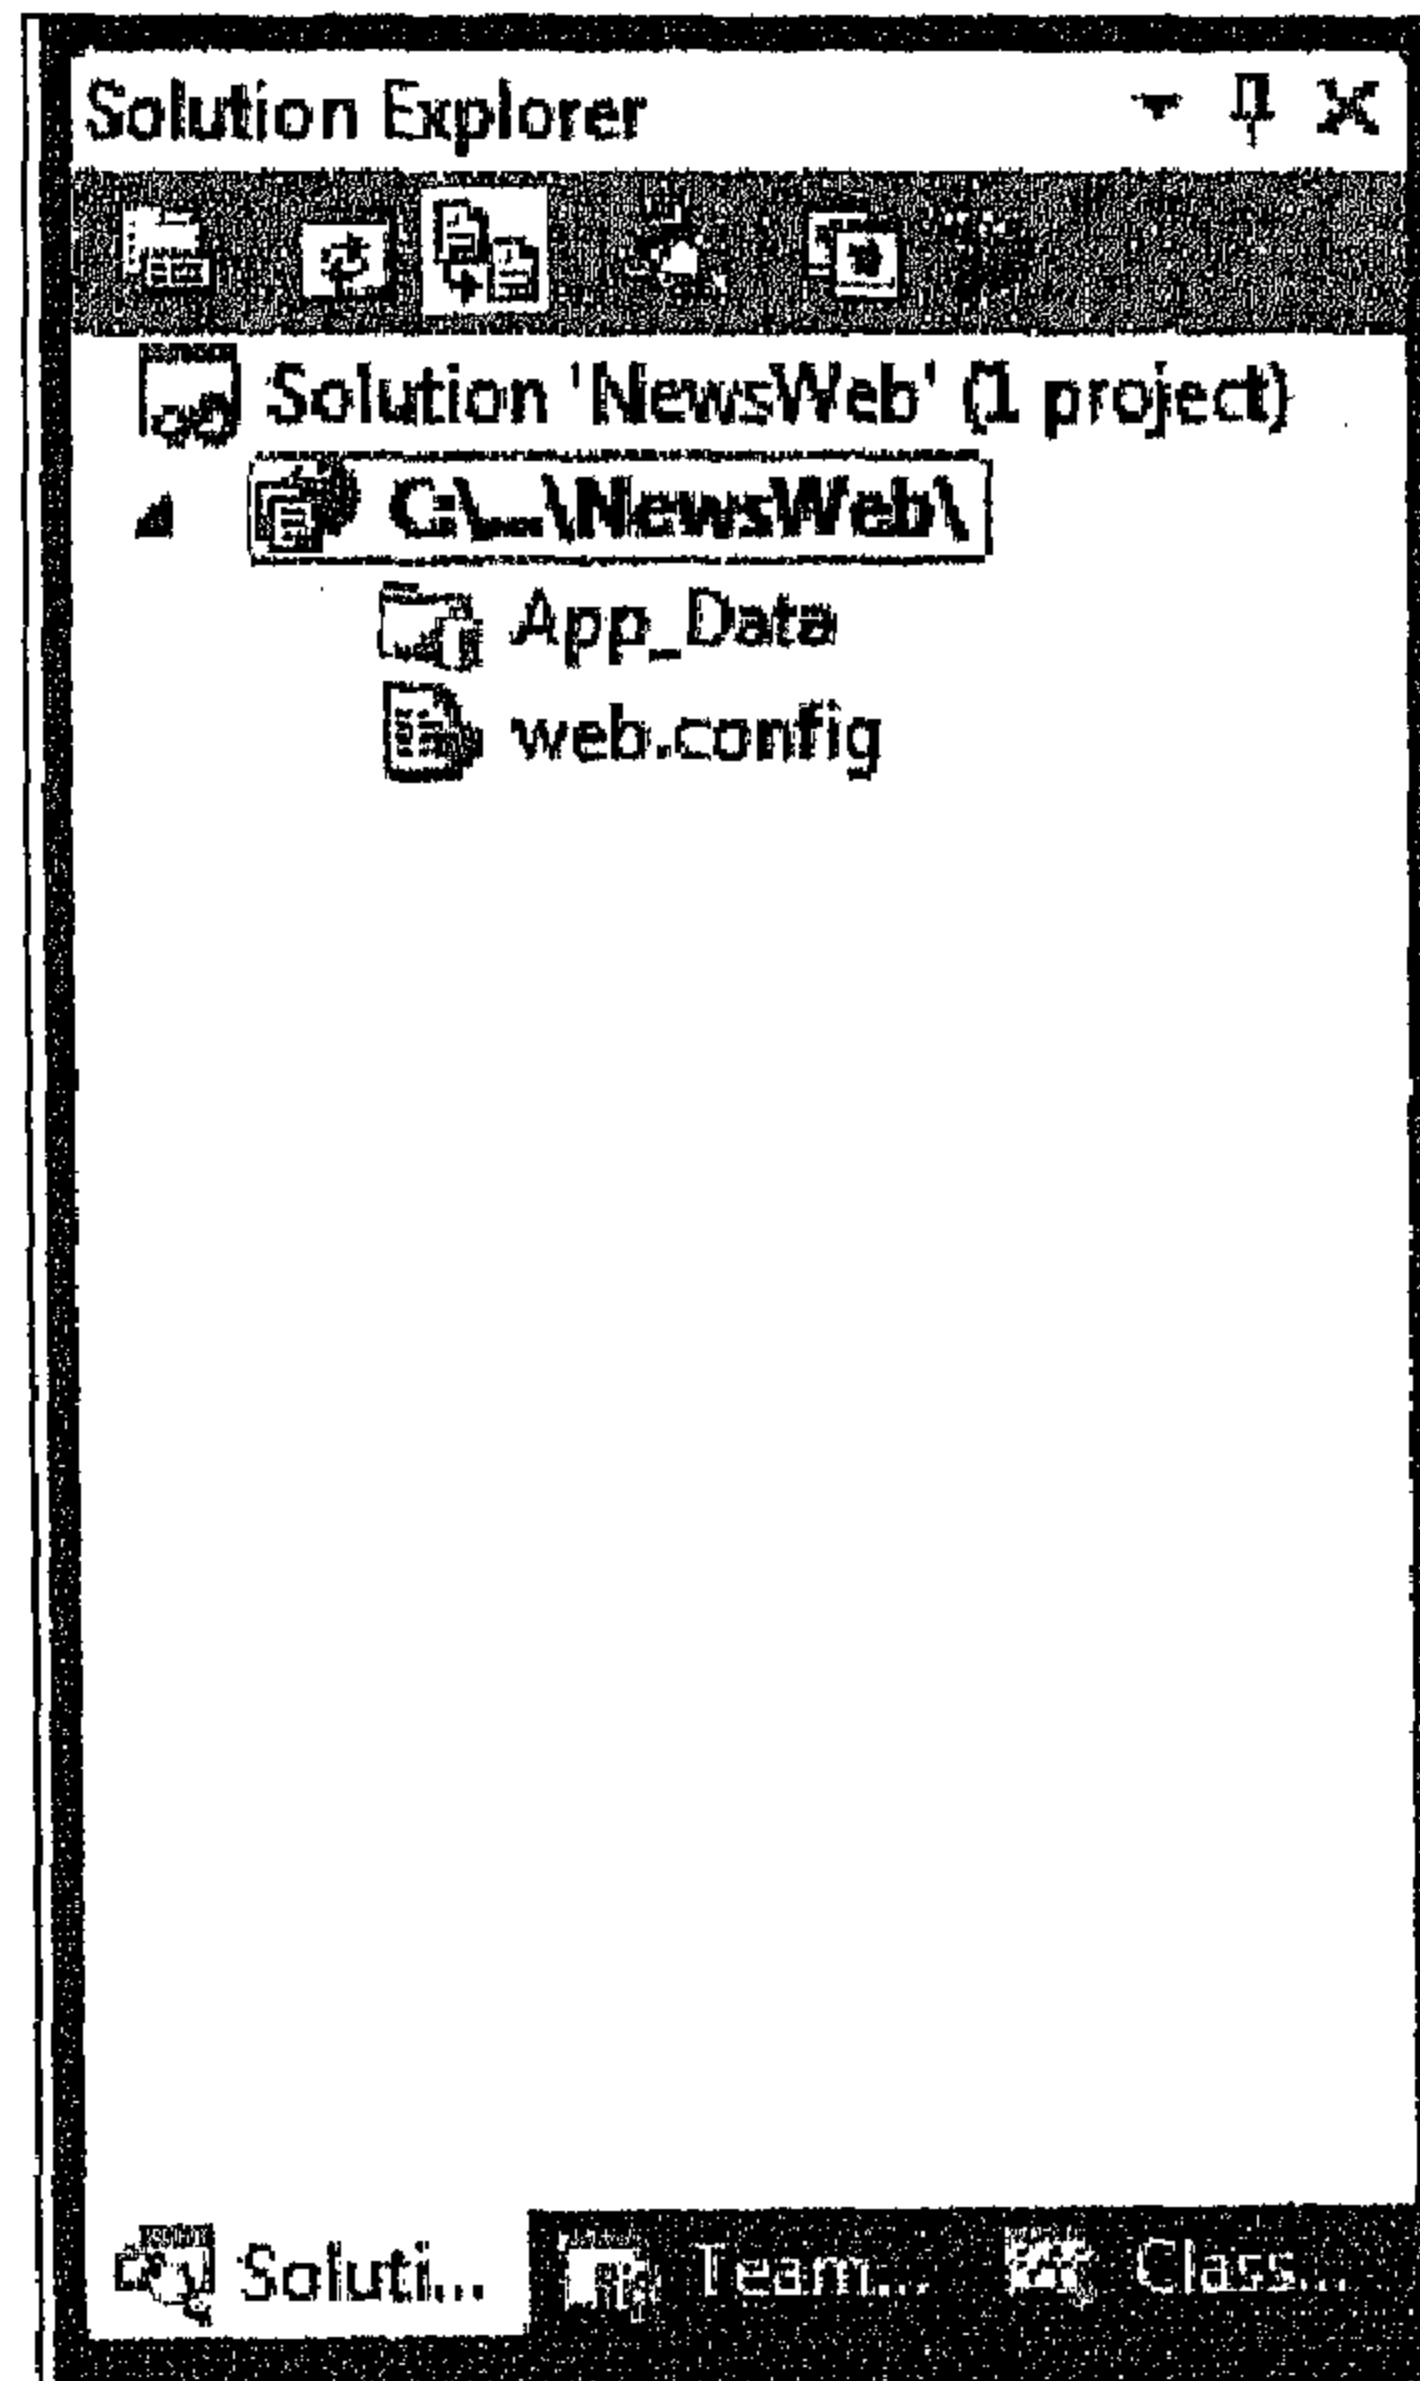 Solution Explorer
Solution 'NewsWeb' (1 project)
C:\...\NewsWeb\
App_Data
web.config
Soluti... Team... Class...